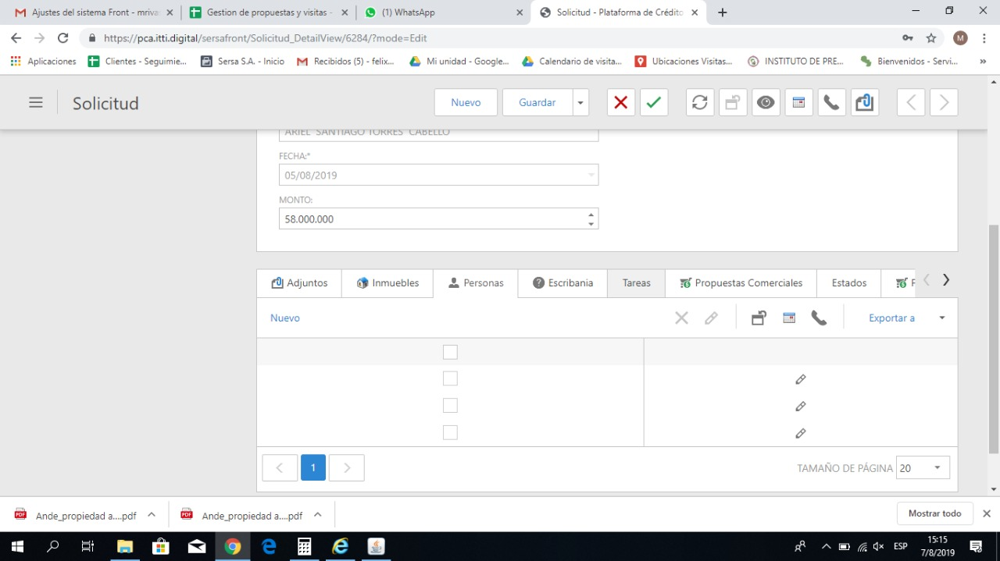 Ajustes del sistema Front - mriva
Gestion de propuestas y visitas -
(1) WhatsApp
Solicitud - Plataforma de Crédito
https://pca.itti.digital/sersafront/Solicitud_DetailView/6284/?mode=Edit
M
Aplicaciones
Clientes - Seguimie...
Sersa S.A. - Inicio
Recibidos (5) - felix...
Mi unidad - Google...
Calendario de visita...
Ubicaciones Visitas...
INSTITUTO DE PRE...
Bienvenidos - Servi...
»
Solicitud
Nuevo
Guardar
ARIEL SANTIAGO TORRES CABELLO
FECHA:*
05/08/2019
MONTO:
58.000.000
Adjuntos
Inmuebles
Personas
Escribania
Tareas
Propuestas Comerciales
Estados
Nuevo
Exportar a
1
TAMAÑO DE PÁGINA
20
Ande_propiedad a....pdf
Ande_propiedad a....pdf
Mostrar todo
ESP
15:15
7/8/2019